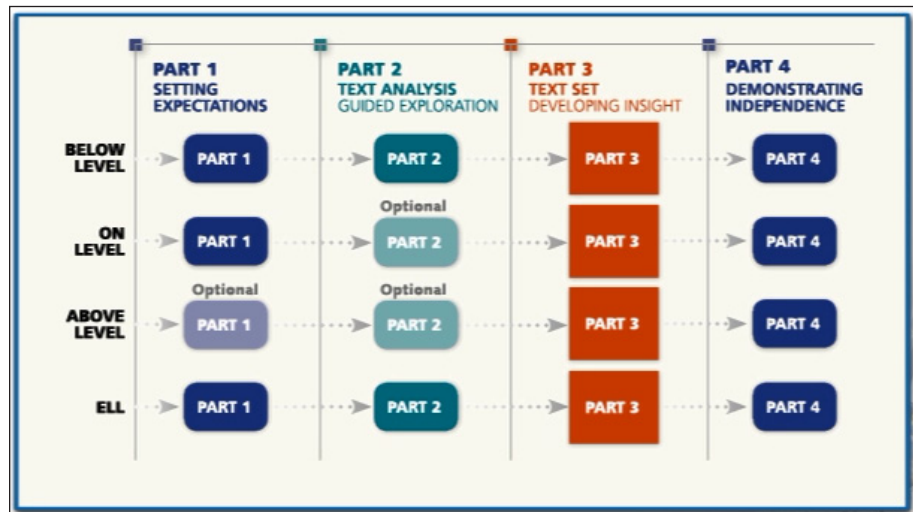 PART 1
SETTING
EXPECTATIONS
PART 2
TEXT ANALYSIS
GUIDED EXPLORATION
PART 3
TEXT SET
DEVELOPING INSIGHT
PART 4
DEMONSTRATING
INDEPENDENCE
BELOW
LEVEL
PART 1
PART 2
PART 3
PART 4
ON
LEVEL
PART 1
Optional
PART 2
PART 3
PART 4
ABOVE
LEVEL
Optional
PART 1
Optional
PART 2
PART 3
PART 4
ELL
PART 1
PART 2
PART 3
PART 4